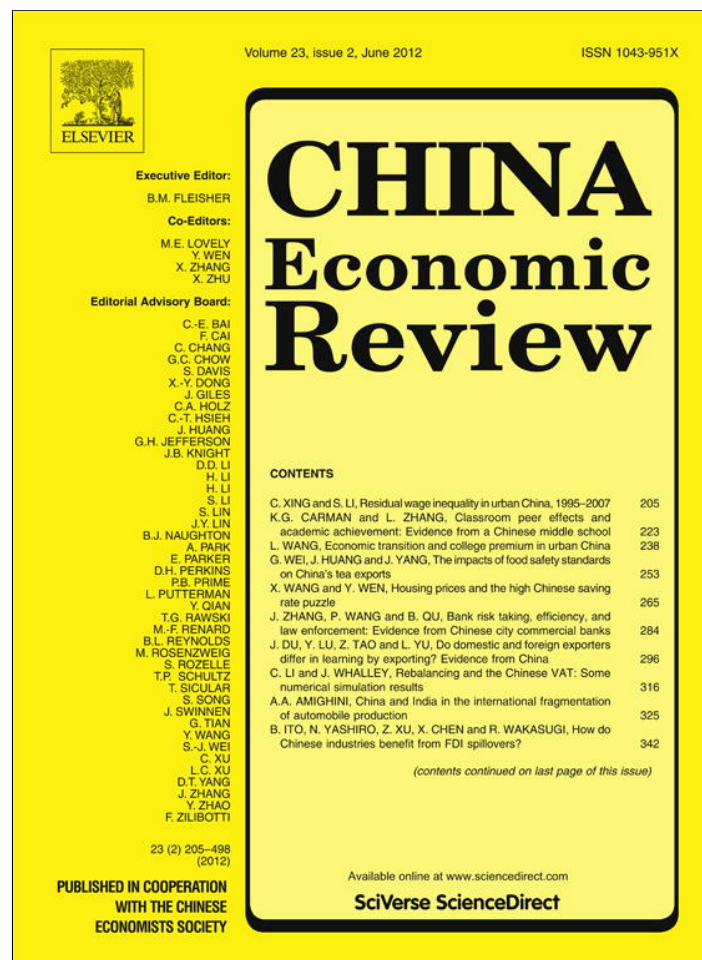 Volume 23, issue 2, June 2012
ISSN 1043-951X
ELSEVIER
Executive Editor:
B.M. FLEISHER
Co-Editors:
M.E. LOVELY
Y. WEN
X. ZHANG
X. ZHU
Editorial Advisory Board:
C.-E. BAI
F. CAI
C. CHANG
G.C. CHOW
S. DAVIS
X.-Y. DONG
J. GILES
C.A. HOLZ
C.-T. HSIEH
J. HUANG
G.H. JEFFERSON
J.B. KNIGHT
D.D. LI
H. LI
H. LI
S. LI
S. LIN
J.Y. LIN
B.J. NAUGHTON
A. PARK
E. PARKER
D.H. PERKINS
P.B. PRIME
L. PUTTERMAN
Y. QIAN
T.G. RAWSKI
M.-F. RENARD
B.L. REYNOLDS
M. ROSENZWEIG
S. ROZELLE
T.P. SCHULTZ
T. SICULAR
S. SONG
J. SWINNEN
G. TIAN
Y. WANG
S.-J. WEI
C. XU
L.C. XU
D.T. YANG
J. ZHANG
Y. ZHAO
F. ZILIBOTTI
23 (2) 205–498
(2012)
PUBLISHED IN COOPERATION
WITH THE CHINESE
ECONOMISTS SOCIETY
CHINA
Economic
Review
CONTENTS
C. XING and S. LI, Residual wage inequality in urban China, 1995–2007 205
K.G. CARMAN and L. ZHANG, Classroom peer effects and
academic achievement: Evidence from a Chinese middle school 223
L. WANG, Economic transition and college premium in urban China 238
G. WEI, J. HUANG and J. YANG, The impacts of food safety standards
on China's tea exports 253
X. WANG and Y. WEN, Housing prices and the high Chinese saving
rate puzzle 265
J. ZHANG, P. WANG and B. QU, Bank risk taking, efficiency, and
law enforcement: Evidence from Chinese city commercial banks 284
J. DU, Y. LU, Z. TAO and L. YU, Do domestic and foreign exporters
differ in learning by exporting? Evidence from China 296
C. LI and J. WHALLEY, Rebalancing and the Chinese VAT: Some
numerical simulation results 316
A.A. AMIGHINI, China and India in the international fragmentation
of automobile production 325
B. ITO, N. YASHIRO, Z. XU, X. CHEN and R. WAKASUGI, How do
Chinese industries benefit from FDI spillovers? 342
(contents continued on last page of this issue)
Available online at www.sciencedirect.com
SciVerse ScienceDirect